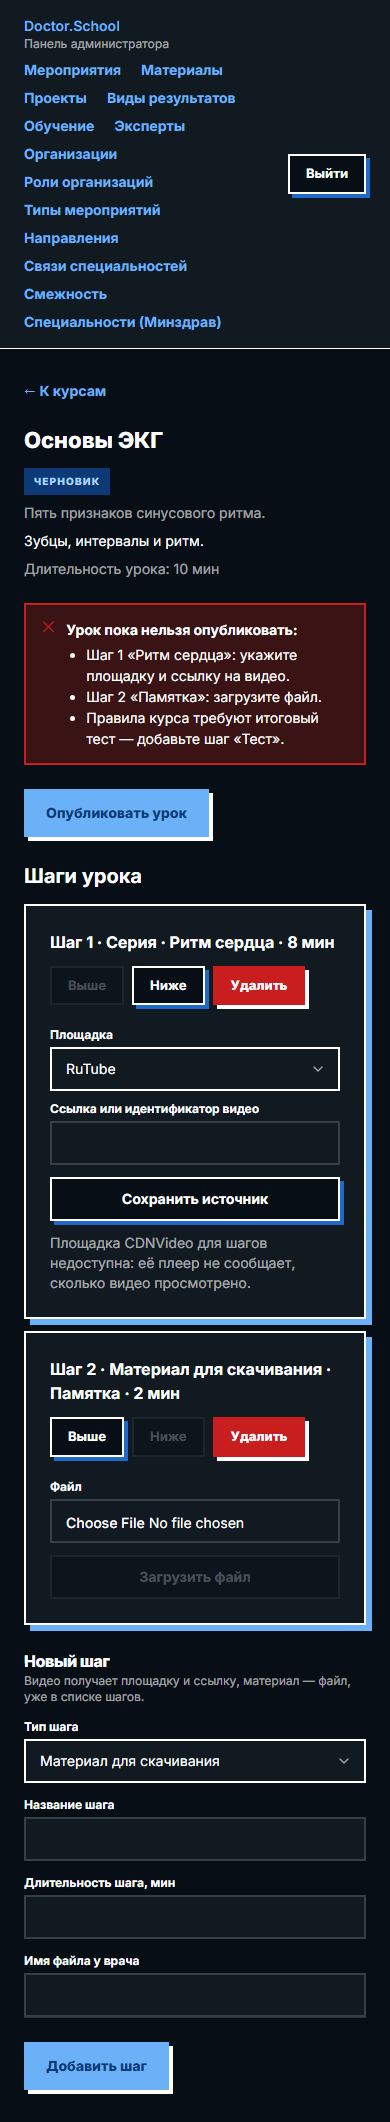 Doctor.School
Панель администратора
Мероприятия Материалы
Проекты Виды результатов
Обучение Эксперты
Организации
Выйти
Роли организаций
Типы мероприятий
Направления
Связи специальностей
Смежность
Специальности (Минздрав)
← К курсам
Основы ЭКГ
ЧЕРНОВИК
Пять признаков синусового ритма.
Зубцы, интервалы и ритм.
Длительность урока: 10 мин
Урок пока нельзя опубликовать:
• Шаг 1 «Ритм сердца»: укажите
площадку и ссылку на видео.
• Шаг 2 «Памятка»: загрузите файл.
• Правила курса требуют итоговый
тест — добавьте шаг «Тест».
Опубликовать урок
Шаги урока
Шаг 1 · Серия · Ритм сердца · 8 мин
Выше Ниже Удалить
Площадка
RuTube
Ссылка или идентификатор видео
Сохранить источник
Площадка CDNVideo для шагов
недоступна: её плеер не сообщает,
сколько видео просмотрено.
Шаг 2 · Материал для скачивания ·
Памятка · 2 мин
Выше Ниже Удалить
Файл
Choose File No file chosen
Загрузить файл
Новый шаг
Видео получает площадку и ссылку, материал — файл,
уже в списке шагов.
Тип шага
Материал для скачивания
Название шага
Длительность шага, мин
Имя файла у врача
Добавить шаг